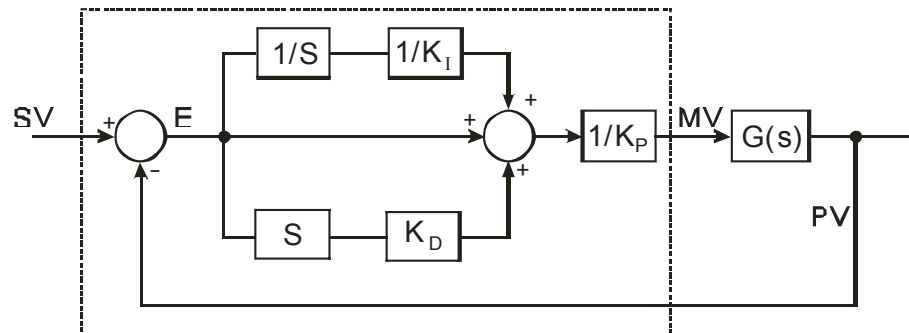 1/S
1/K_I
SV
+
E
+
+
-
+
1/K_P
MV
G(s)
S
K_D
PV